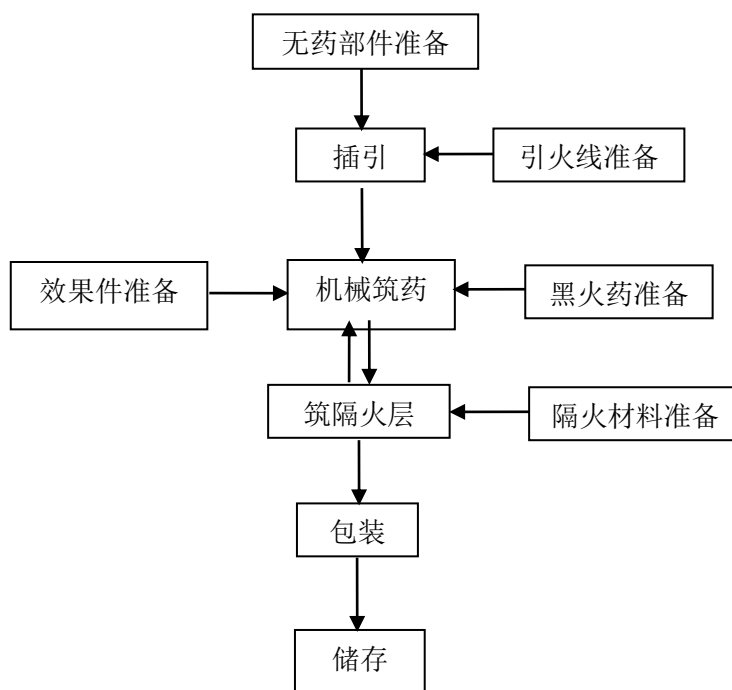 无药部件准备
插引
引火线准备
效果件准备
机械筑药
黑火药准备
筑隔火层
隔火材料准备
包装
储存